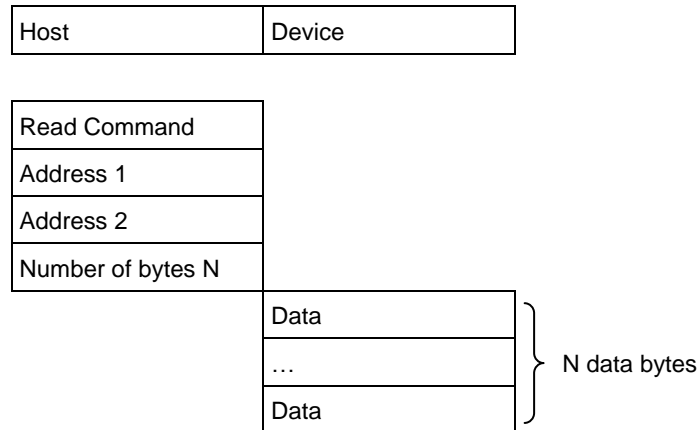 Host Device
Read Command
Address 1
Address 2
Number of bytes N
Data
… N data bytes
Data